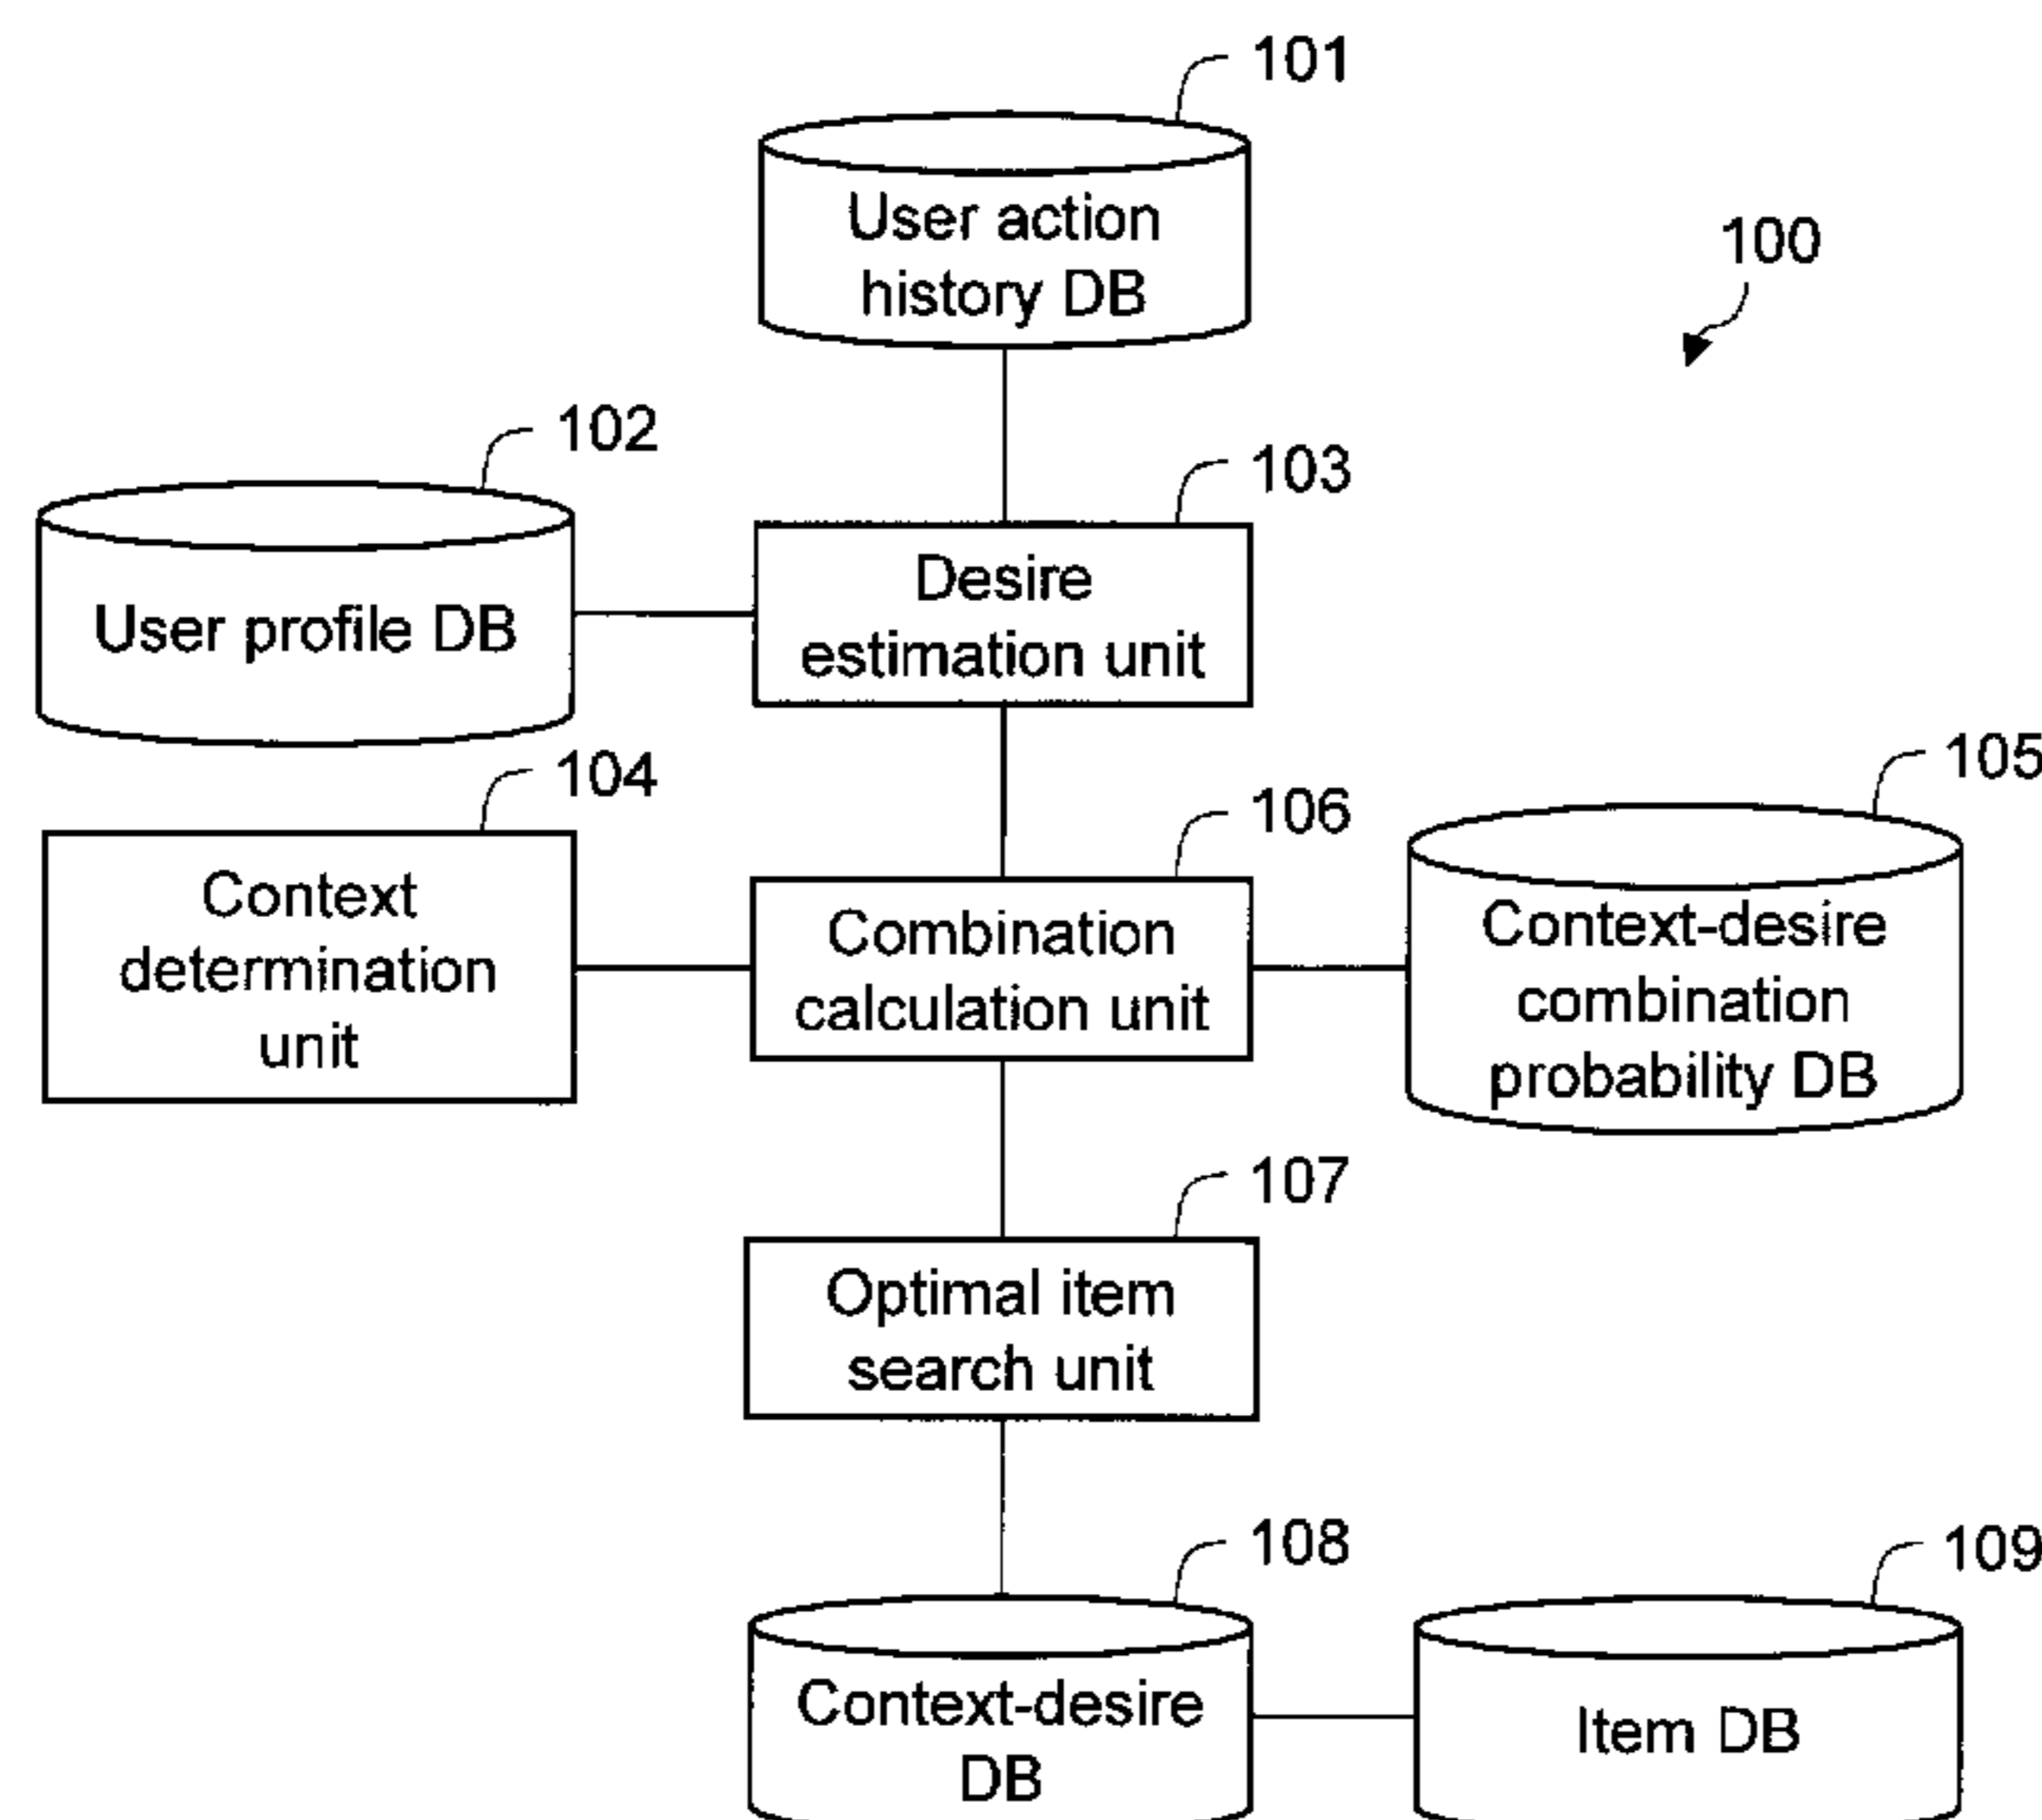 101
User action
history DB
100
102
103
User profile DB
Desire
estimation unit
104
105
106
Context
determination
unit
Combination
calculation unit
Context-desire
combination
probability DB
107
Optimal item
search unit
108
109
Context-desire
DB
Item DB